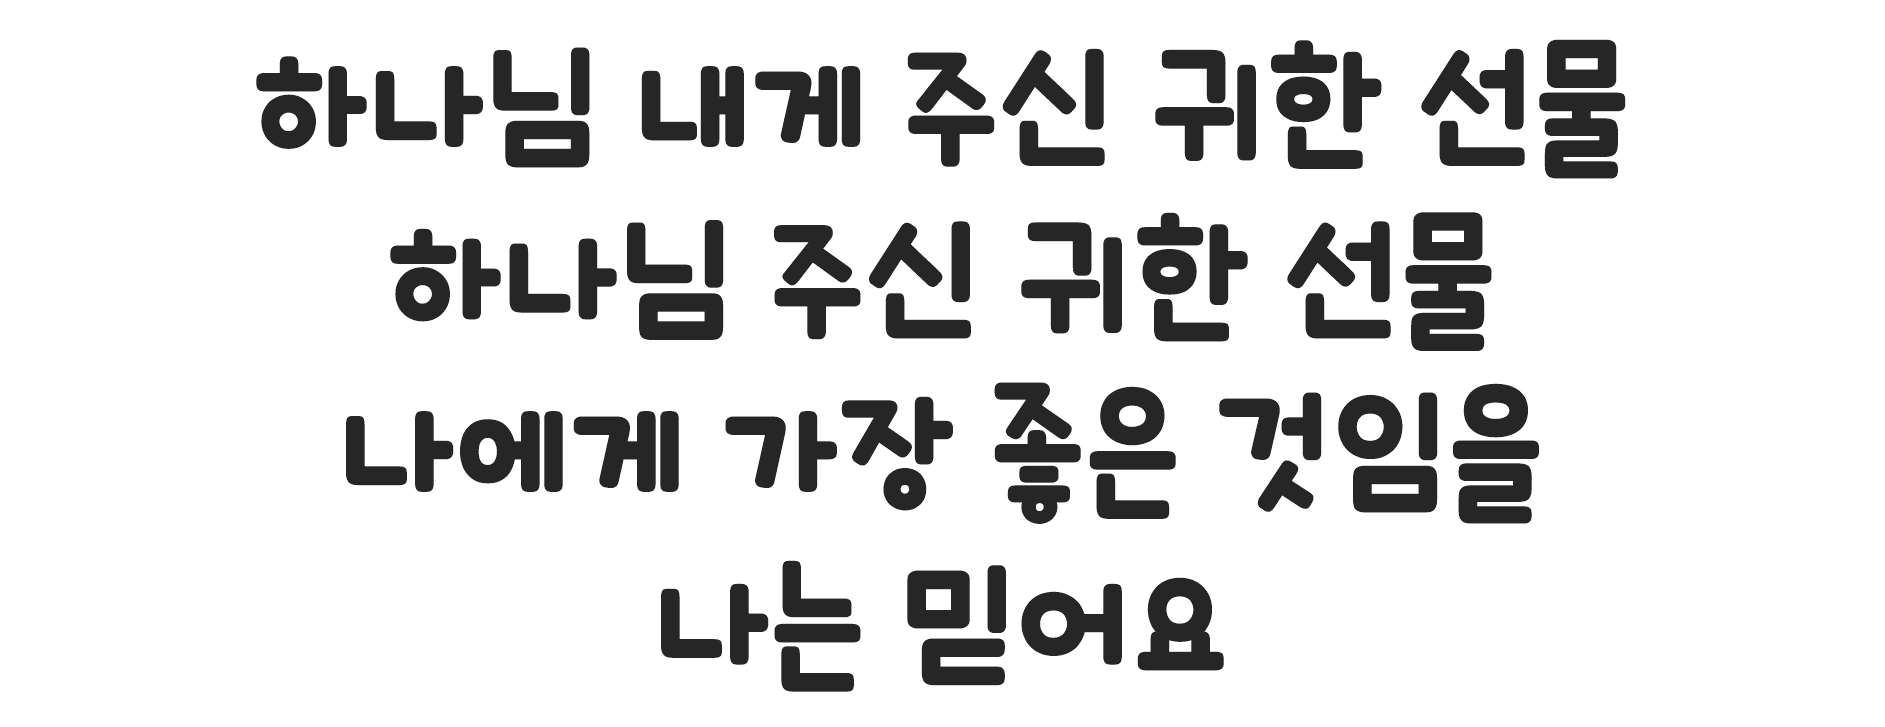 하나님 내게 주신 귀한 선물
하나님 주신 귀한 선물
나에게 가장 좋은 것임을
나는 믿어요